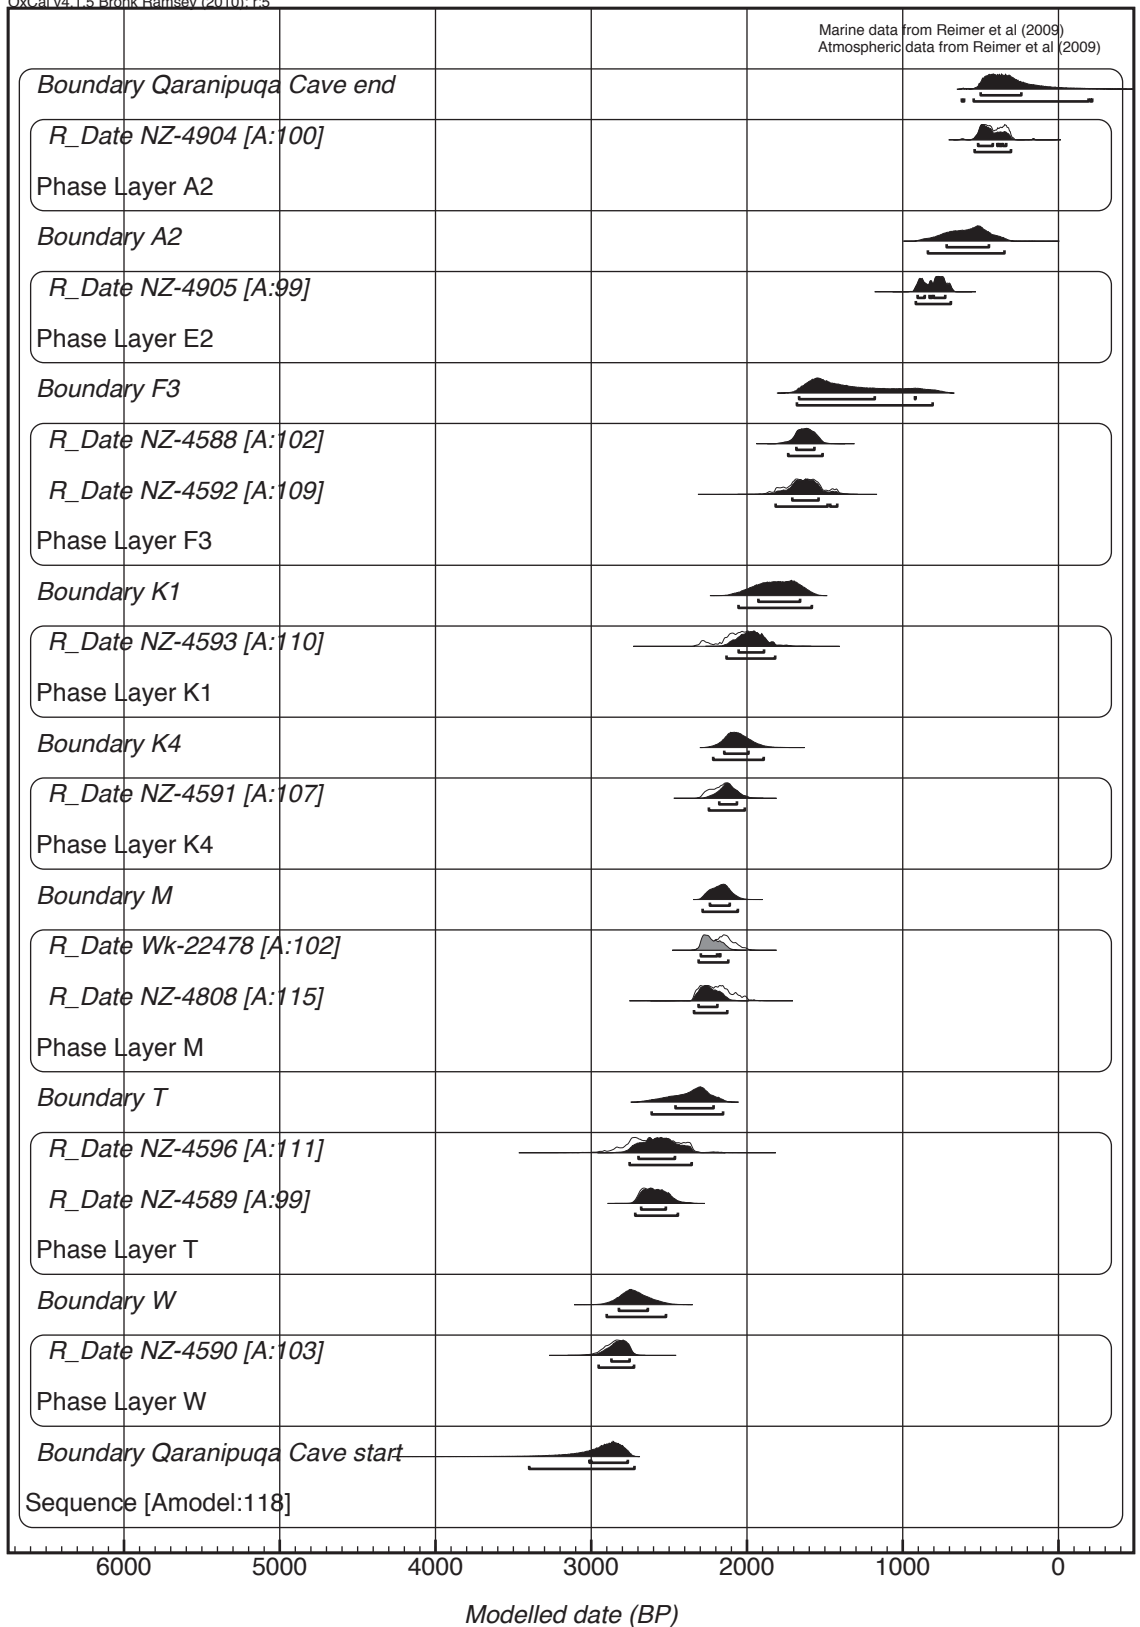 OxCal v4.1.5 Bronk Ramsey (2010); r:5
Marine data from Reimer et al (2009)
Atmospheric data from Reimer et al (2009)
Boundary Qaranipuqa Cave end
R_Date NZ-4904 [A:100]
Phase Layer A2
Boundary A2
R_Date NZ-4905 [A:99]
Phase Layer E2
Boundary F3
R_Date NZ-4588 [A:102]
R_Date NZ-4592 [A:109]
Phase Layer F3
Boundary K1
R_Date NZ-4593 [A:110]
Phase Layer K1
Boundary K4
R_Date NZ-4591 [A:107]
Phase Layer K4
Boundary M
R_Date Wk-22478 [A:102]
R_Date NZ-4808 [A:115]
Phase Layer M
Boundary T
R_Date NZ-4596 [A:111]
R_Date NZ-4589 [A:99]
Phase Layer T
Boundary W
R_Date NZ-4590 [A:103]
Phase Layer W
Boundary Qaranipuqa Cave start
Sequence [Amodel:118]
6000 5000 4000 3000 2000 1000 0
Modelled date (BP)